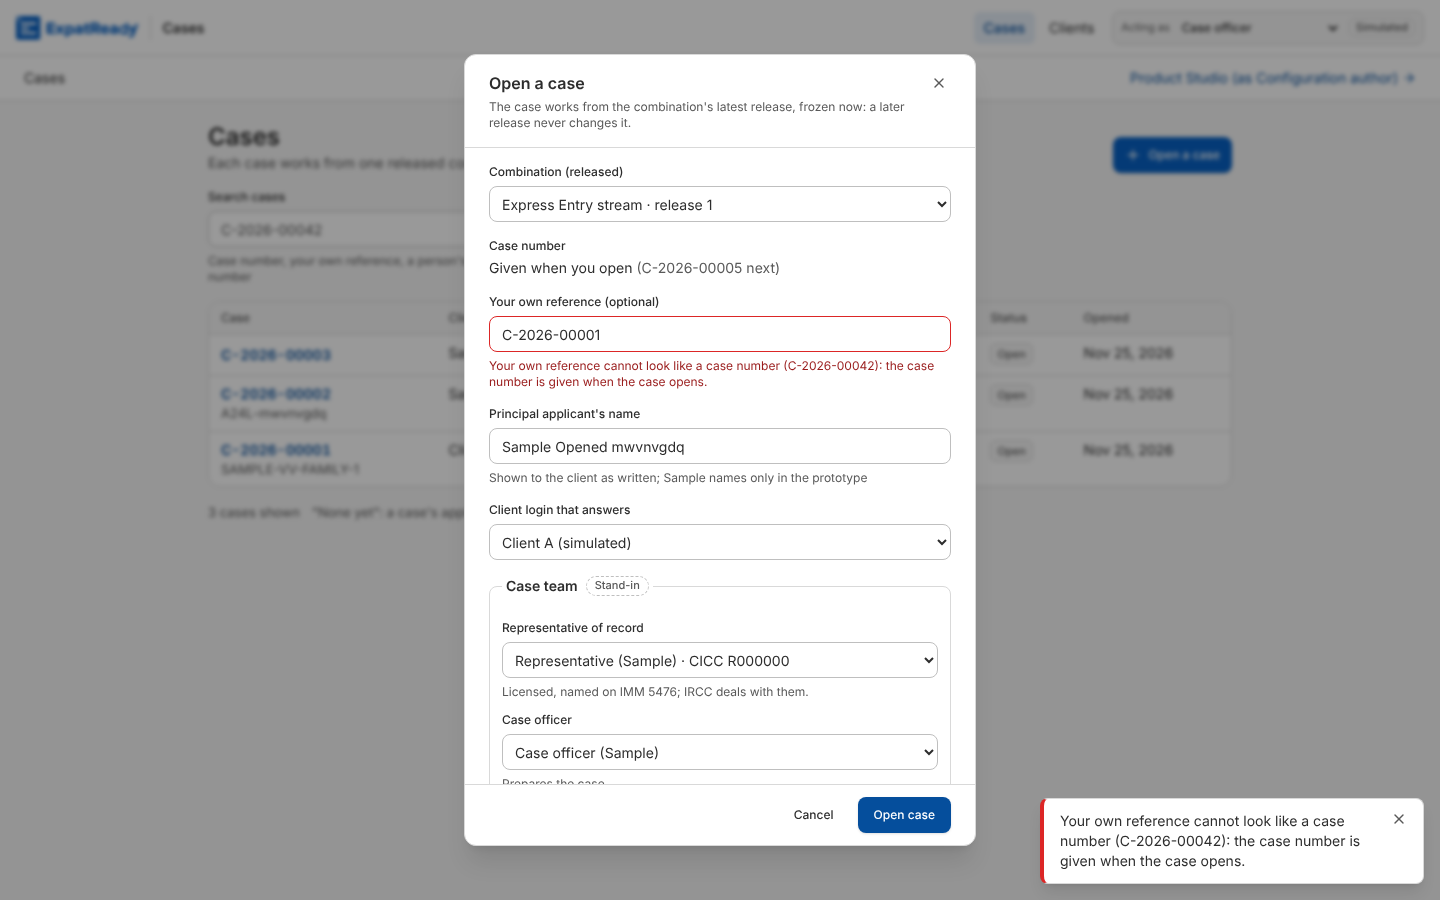 ExpatReady
Cases
Cases
Clients
Acting as
Case officer
Simulated
Cases
Product Studio (as Configuration author) →
Cases
Each case works from one released
Open a case
Search cases
C-2026-00042
Case number, your own reference, a person's
number
Case
Status
Opened
C-2026-00003
Open
Nov 25, 2026
C-2026-00002
Open
Nov 25, 2026
A24L-mwvnvgdq
C-2026-00001
Open
Nov 25, 2026
SAMPLE-VV-FAMILY-1
3 cases shown
"None yet": a case's
Open a case
The case works from the combination's latest release, frozen now: a later
release never changes it.
Combination (released)
Express Entry stream · release 1
Case number
Given when you open (C-2026-00005 next)
Your own reference (optional)
C-2026-00001
Your own reference cannot look like a case number (C-2026-00042): the case
number is given when the case opens.
Principal applicant's name
Sample Opened mwvnvgdq
Shown to the client as written; Sample names only in the prototype
Client login that answers
Client A (simulated)
Case team
Stand-in
Representative of record
Representative (Sample) · CICC R000000
Licensed, named on IMM 5476; IRCC deals with them.
Case officer
Case officer (Sample)
Prepares the case
Cancel
Open case
Your own reference cannot look like a case
number (C-2026-00042): the case number is
given when the case opens.